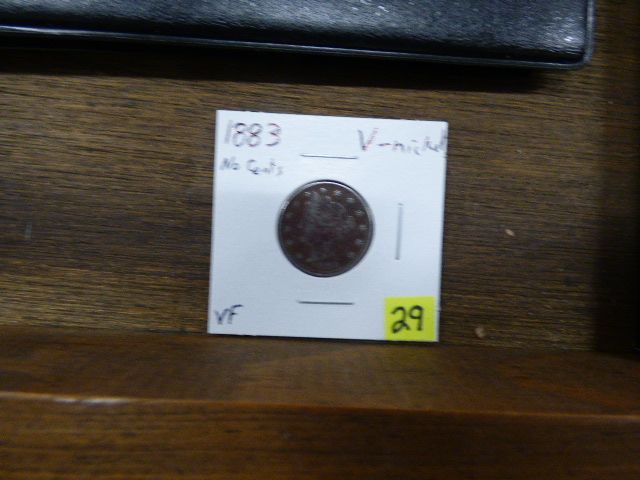 1883 V-nickel
No Cents
VF
29